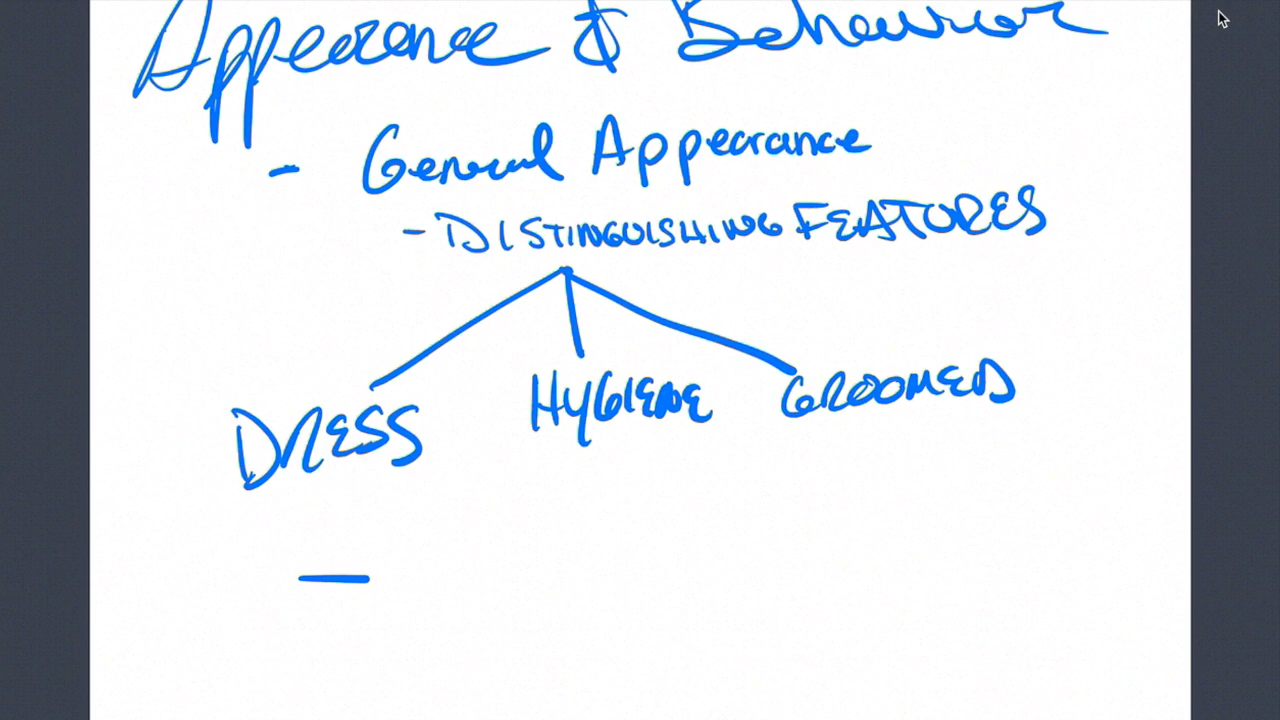 Appearance & Behavior
- General Appearance
- DISTINGUISHING FEATURES
DRESS HYGIENE GROOMED